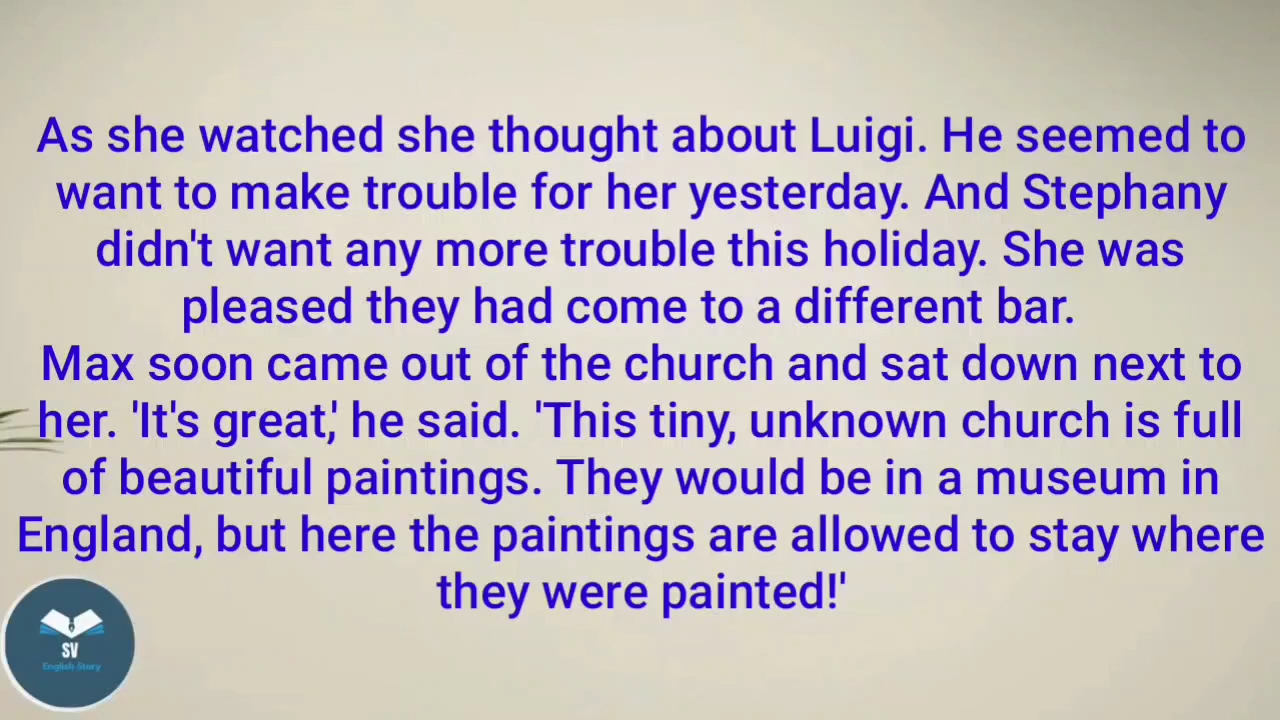 As she watched she thought about Luigi. He seemed to
want to make trouble for her yesterday. And Stephany
didn't want any more trouble this holiday. She was
pleased they had come to a different bar.
Max soon came out of the church and sat down next to
her. 'It's great,' he said. 'This tiny, unknown church is full
of beautiful paintings. They would be in a museum in
England, but here the paintings are allowed to stay where
they were painted!'
SV
English Story